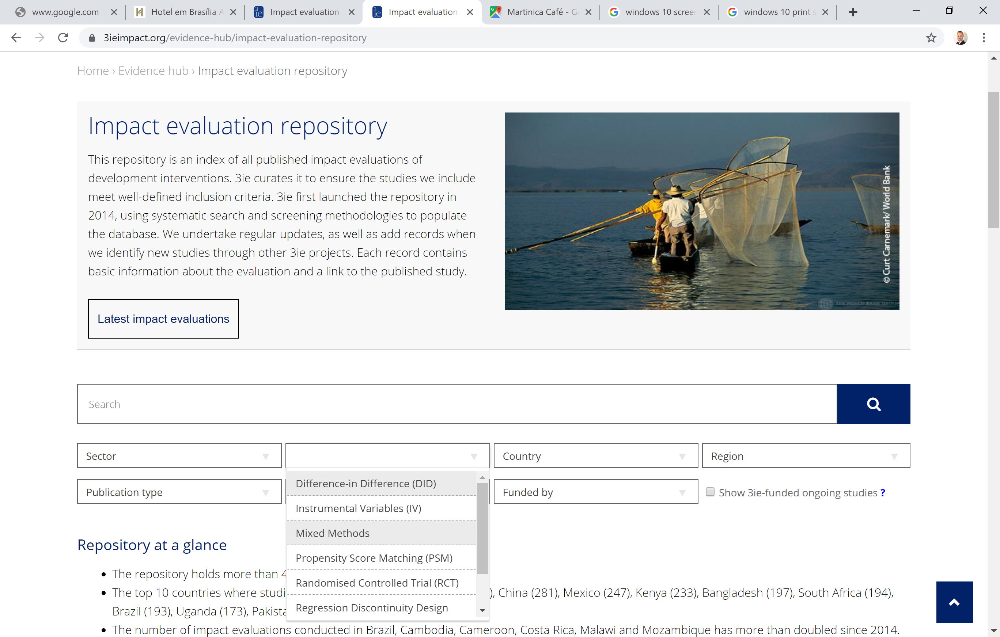 www.google.com
Hotel em Brasília A
Impact evaluation
Impact evaluation
Martinica Café - Go
windows 10 screen
windows 10 print s
3ieimpact.org/evidence-hub/impact-evaluation-repository
Home › Evidence hub › Impact evaluation repository
Impact evaluation repository
This repository is an index of all published impact evaluations of
development interventions. 3ie curates it to ensure the studies we include
meet well-defined inclusion criteria. 3ie first launched the repository in
2014, using systematic search and screening methodologies to populate
the database. We undertake regular updates, as well as add records when
we identify new studies through other 3ie projects. Each record contains
basic information about the evaluation and a link to the published study.
© Curt Carnemark/ World Bank
THE WORLD BANK GROUP
Latest impact evaluations
Search
Sector
Country
Region
Publication type
Funded by
Show 3ie-funded ongoing studies ?
Difference-in Difference (DID)
Instrumental Variables (IV)
Mixed Methods
Propensity Score Matching (PSM)
Randomised Controlled Trial (RCT)
Regression Discontinuity Design
Repository at a glance
• The repository holds more than 4
• The top 10 countries where studi ), China (281), Mexico (247), Kenya (233), Bangladesh (197), South Africa (194),
Brazil (193), Uganda (173), Pakista
• The number of impact evaluations conducted in Brazil, Cambodia, Cameroon, Costa Rica, Malawi and Mozambique has more than doubled since 2014.